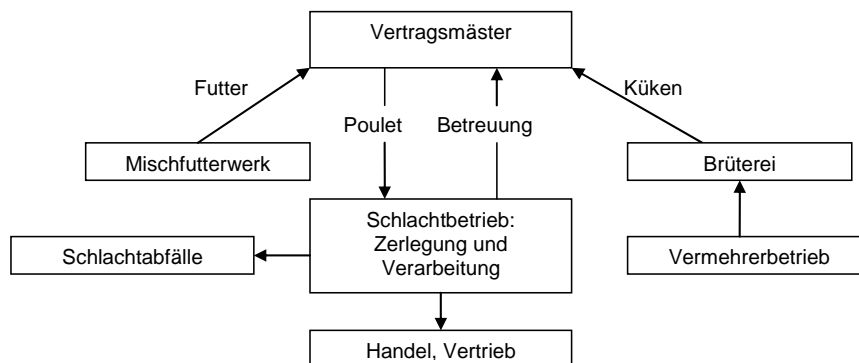 Vertragsmäster
Futter
Küken
Poulet
Betreuung
Mischfutterwerk
Brüterei
Schlachtbetrieb:
Zerlegung und
Verarbeitung
Schlachtabfälle
Vermehrerbetrieb
Handel, Vertrieb